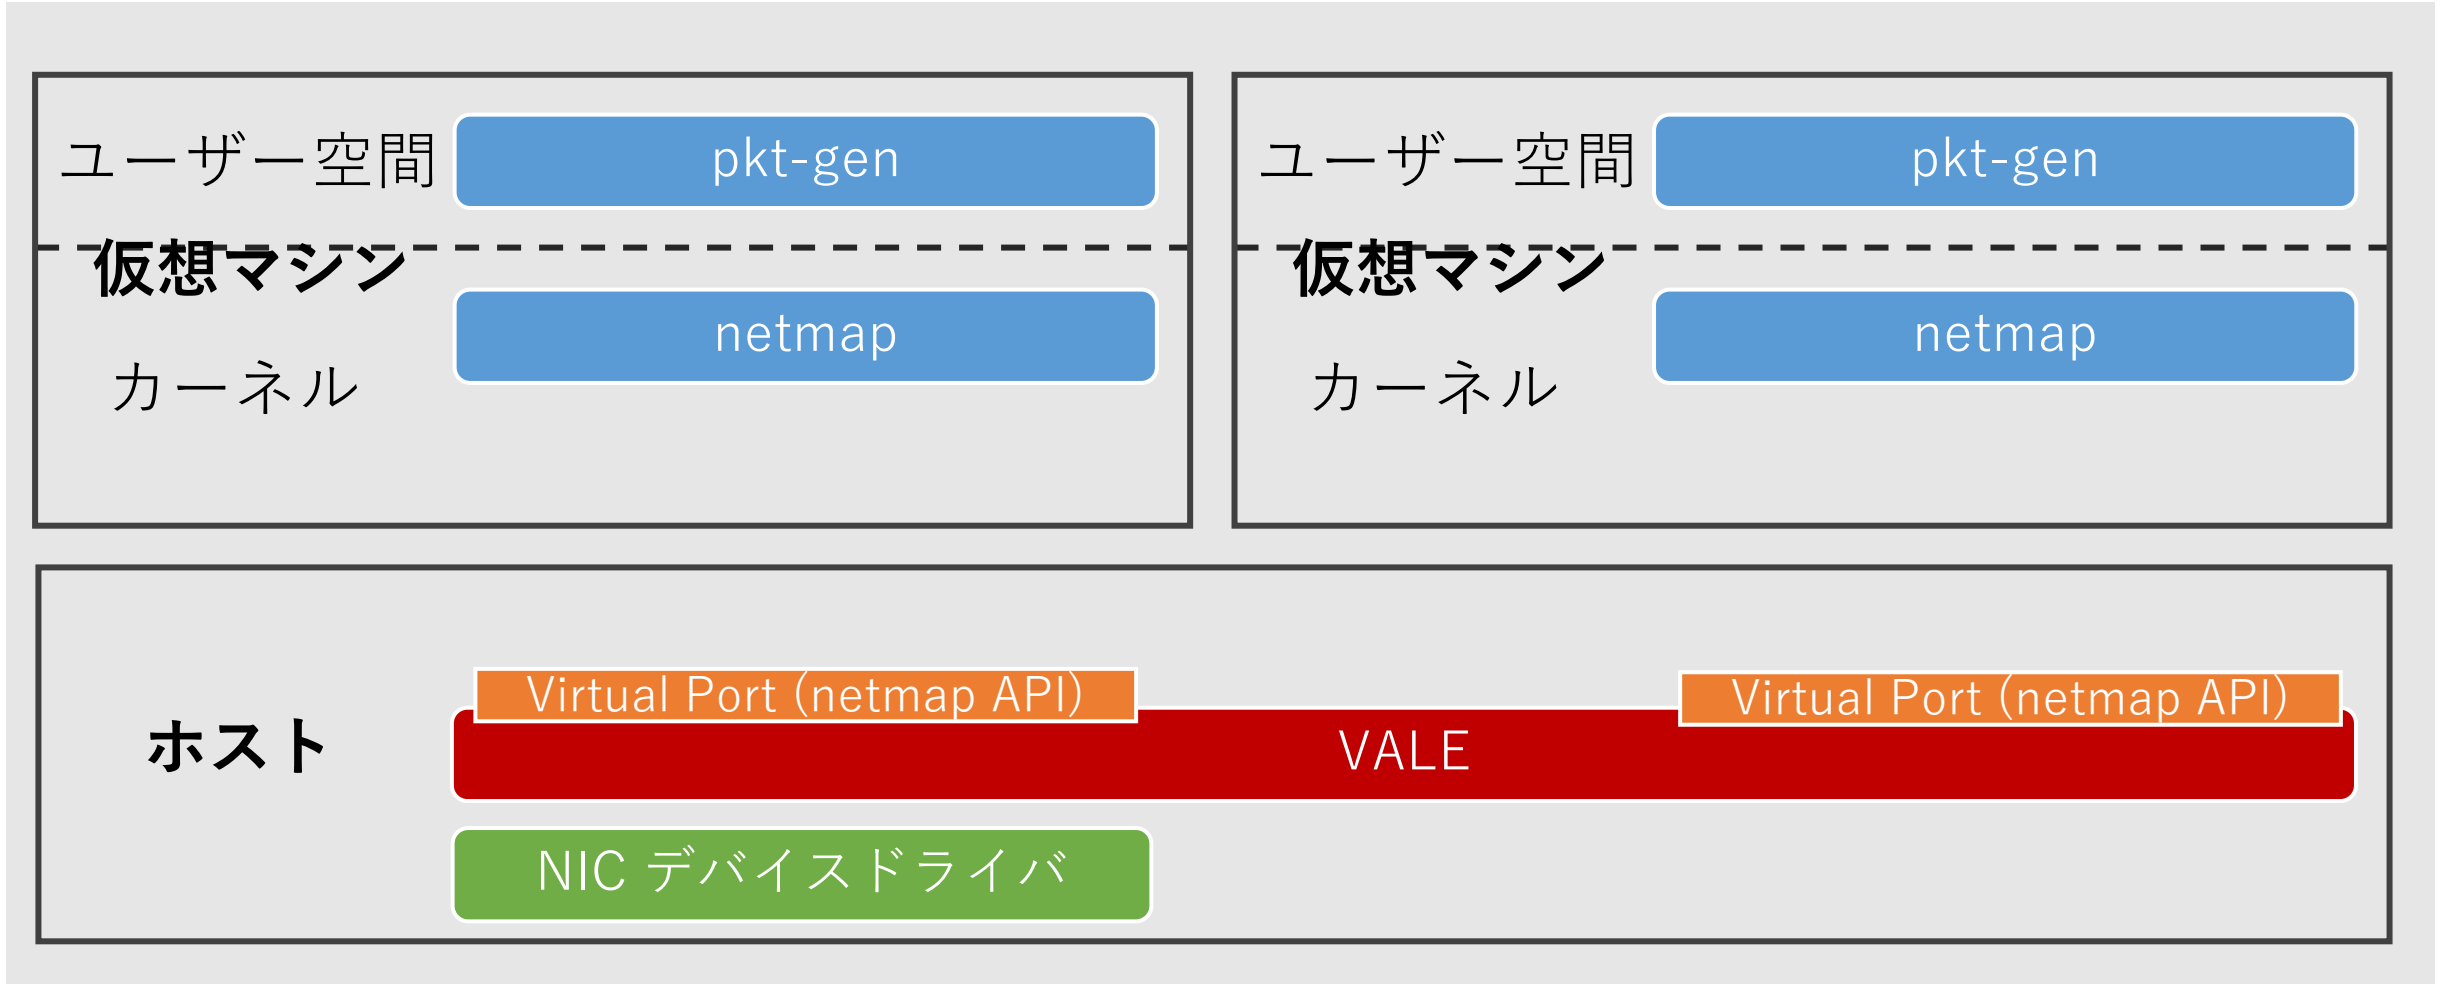 ユーザー空間
pkt-gen
仮想マシン
netmap
カーネル
ユーザー空間
pkt-gen
仮想マシン
netmap
カーネル
Virtual Port (netmap API)
Virtual Port (netmap API)
ホスト
VALE
NIC デバイスドライバ